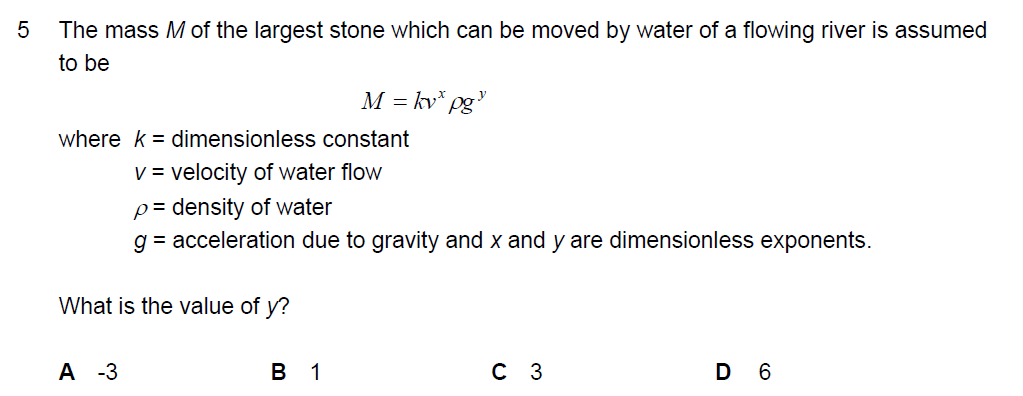 5 The mass M of the largest stone which can be moved by water of a flowing river is assumed
to be
M = kvˣ ρgʸ
where k = dimensionless constant
v = velocity of water flow
ρ = density of water
g = acceleration due to gravity and x and y are dimensionless exponents.
What is the value of y?
A -3 B 1 C 3 D 6